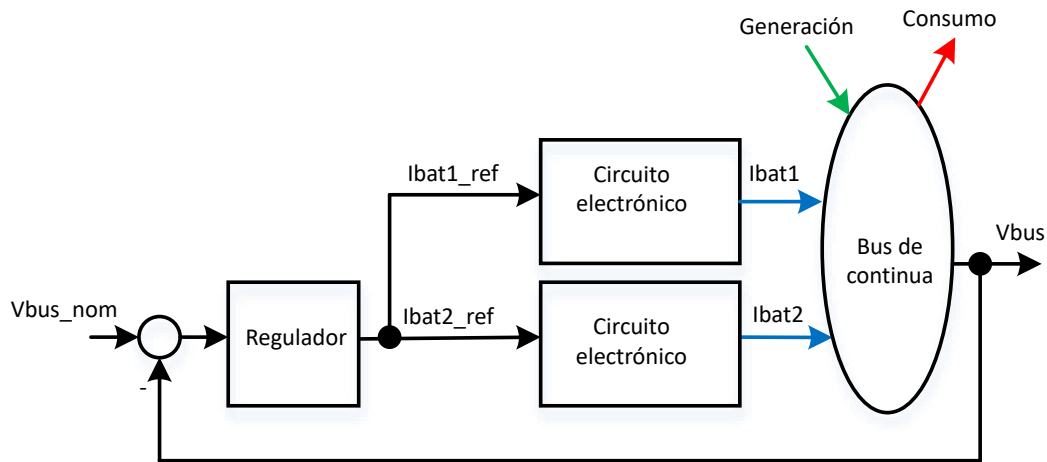 Generación
Consumo
Ibat1_ref
Circuito
electrónico
Ibat1
Bus de
continua
Vbus
Vbus_nom
-
Regulador
Ibat2_ref
Circuito
electrónico
Ibat2